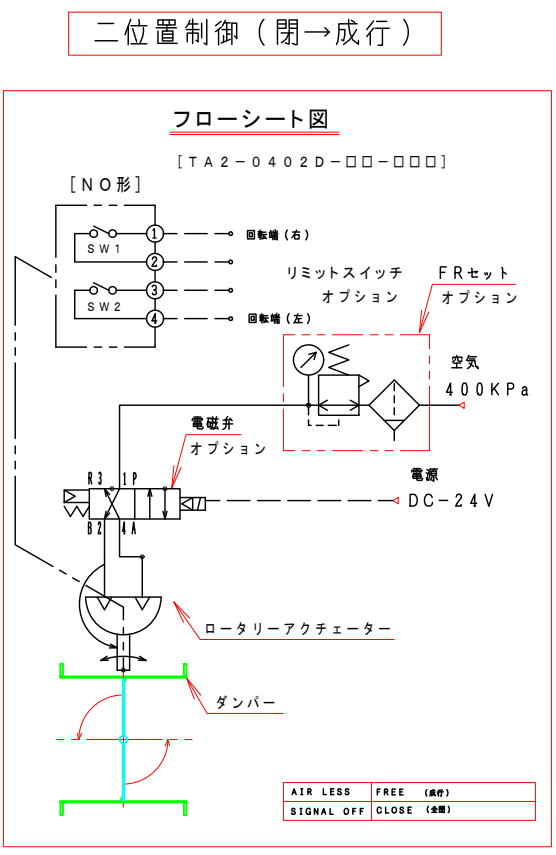 二位置制御（閉→成行）
フローシート図
［TA2－0402D－□□－□□□］
［NO形］
SW1
1
2
回転端（右）
SW2
3
4
回転端（左）
リミットスイッチ
オプション
FRセット
オプション
空気
400KPa
電磁弁
オプション
R3 1P
B2 4A
電源
DC－24V
ロータリーアクチェーター
ダンパー
AIR LESS FREE （成行）
SIGNAL OFF CLOSE （全閉）